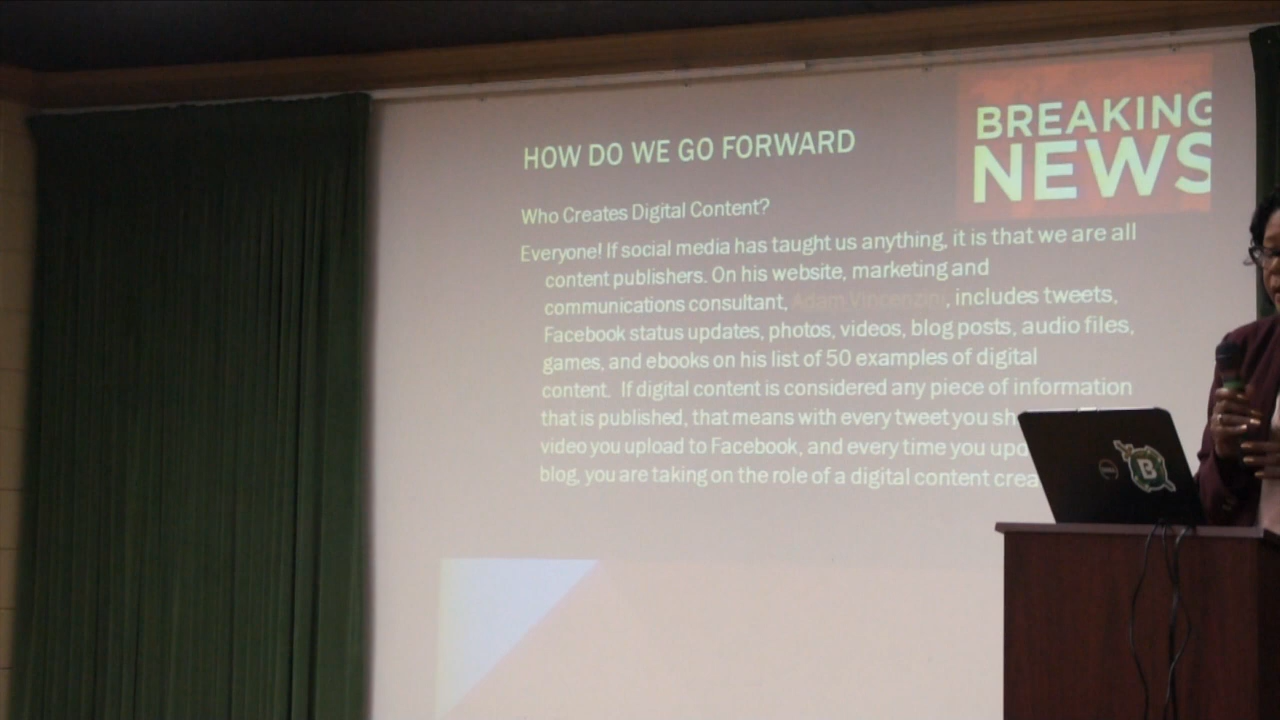 BREAKING
NEWS
HOW DO WE GO FORWARD
Who Creates Digital Content?
Everyone! If social media has taught us anything, it is that we are all
content publishers. On his website, marketing and
communications consultant, Adam Vincenzini, includes tweets,
Facebook status updates, photos, videos, blog posts, audio files,
games, and ebooks on his list of 50 examples of digital
content. If digital content is considered any piece of information
that is published, that means with every tweet you sh
video you upload to Facebook, and every time you upd
blog, you are taking on the role of a digital content crea
B